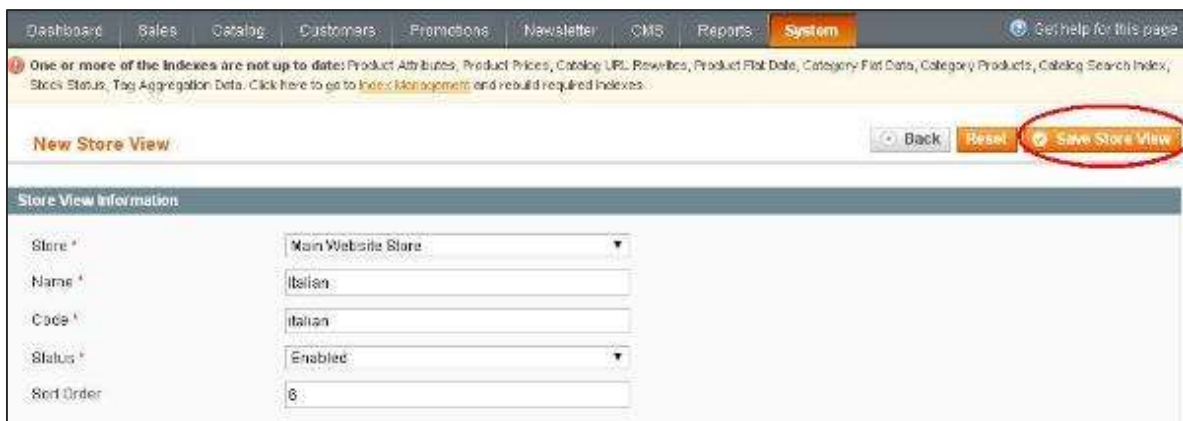 Dashboard Sales Catalog Customers Promotions Newsletter CMS Reports System Get help for this page
One or more of the Indexes are not up to date: Product Attributes, Product Prices, Catalog URL Rewrites, Product Flat Data, Category Flat Data, Category Products, Catalog Search Index,
Stock Status, Tag Aggregation Data. Click here to go to Index Management and rebuild required indexes.
New Store View Back Reset Save Store View
Store View Information
Store * Main Website Store
Name * Italian
Code * italian
Status * Enabled
Sort Order 6